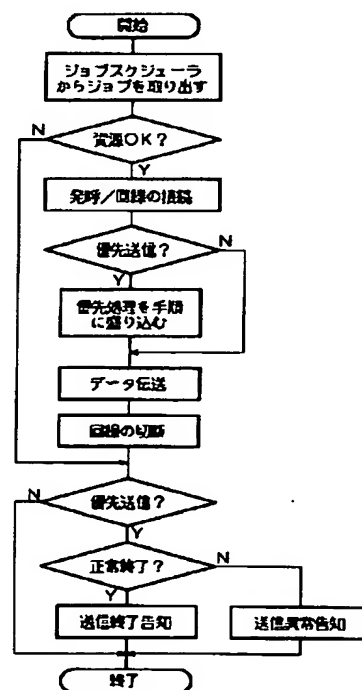 開始
ジョブスケジューラ
からジョブを取り出す
N
資源OK?
Y
発呼/回線の接続
優先送信?
N
Y
優先処理を手順
に盛り込む
データ伝送
回線の切断
N
優先送信?
Y
正常終了?
N
Y
送信終了告知
送信異常告知
終了